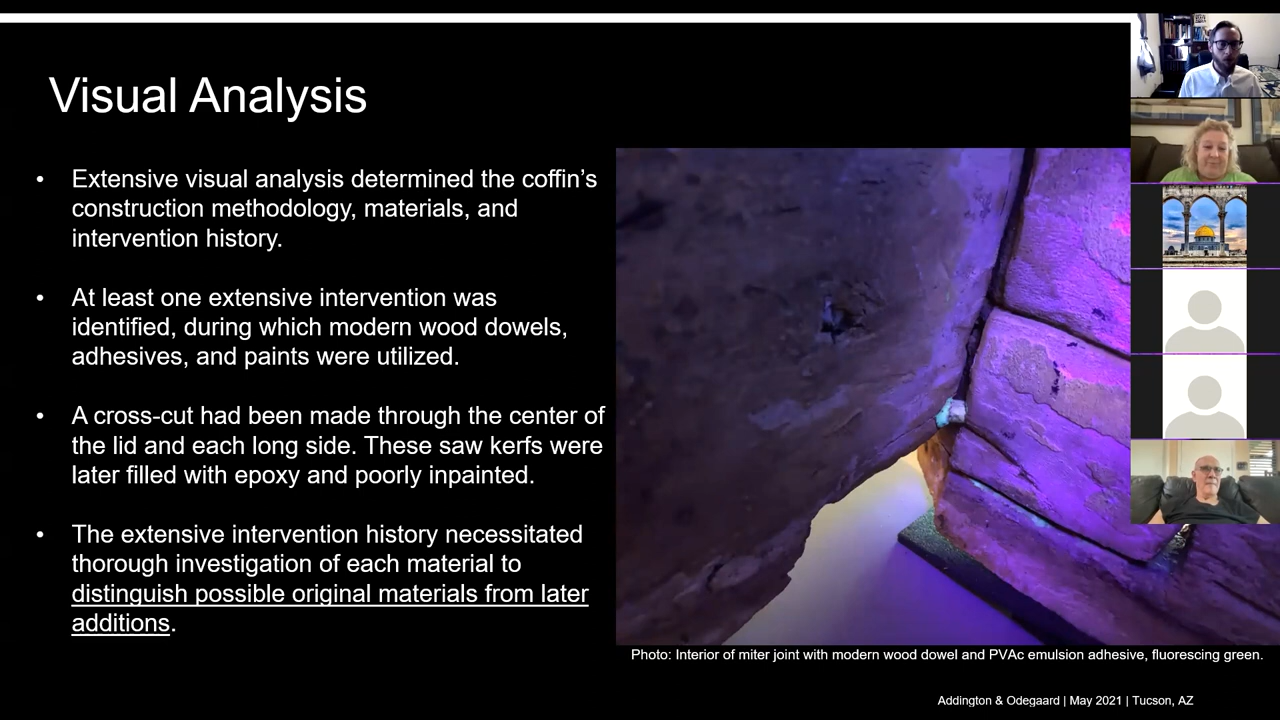 Visual Analysis
• Extensive visual analysis determined the coffin’s
construction methodology, materials, and
intervention history.
• At least one extensive intervention was
identified, during which modern wood dowels,
adhesives, and paints were utilized.
• A cross-cut had been made through the center of
the lid and each long side. These saw kerfs were
later filled with epoxy and poorly inpainted.
• The extensive intervention history necessitated
thorough investigation of each material to
distinguish possible original materials from later
additions.
Photo: Interior of miter joint with modern wood dowel and PVAc emulsion adhesive, fluorescing green.
Addington & Odegaard | May 2021 | Tucson, AZ